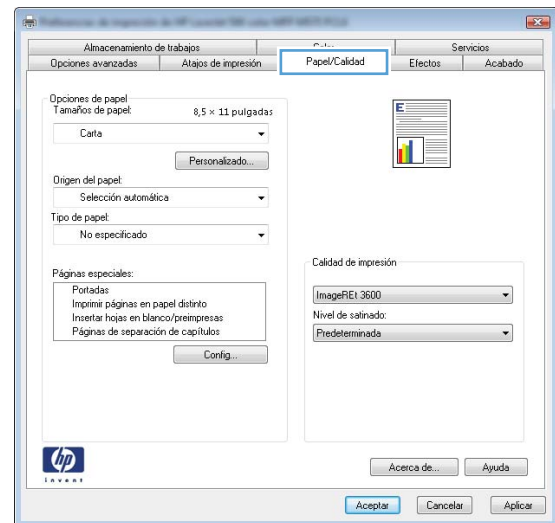 Almacenamiento de trabajos
Color
Servicios
Opciones avanzadas
Atajos de impresión
Papel/Calidad
Efectos
Acabado
Opciones de papel
Tamaños de papel:
8,5 × 11 pulgadas
Carta
Personalizado...
Origen del papel:
Selección automática
Tipo de papel:
No especificado
Páginas especiales:
Portadas
Imprimir páginas en papel distinto
Insertar hojas en blanco/preimpresas
Páginas de separación de capítulos
Config...
E
Calidad de impresión
ImageREt 3600
Nivel de satinado:
Predeterminada
hp
invent
Acerca de...
Ayuda
Aceptar
Cancelar
Aplicar